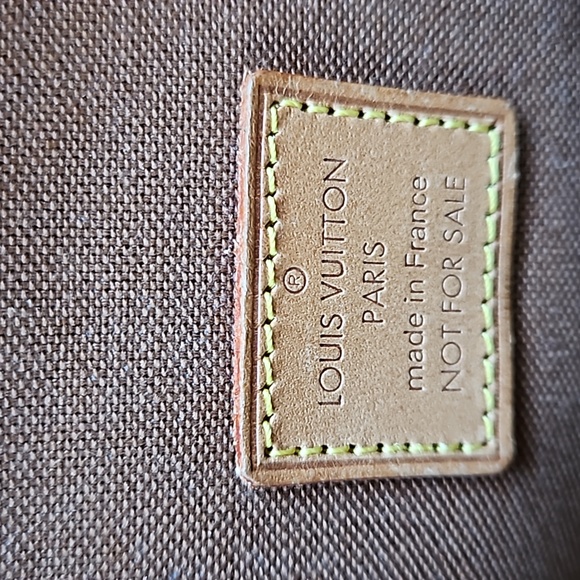 ®
LOUIS VUITTON
PARIS
made in France
NOT FOR SALE